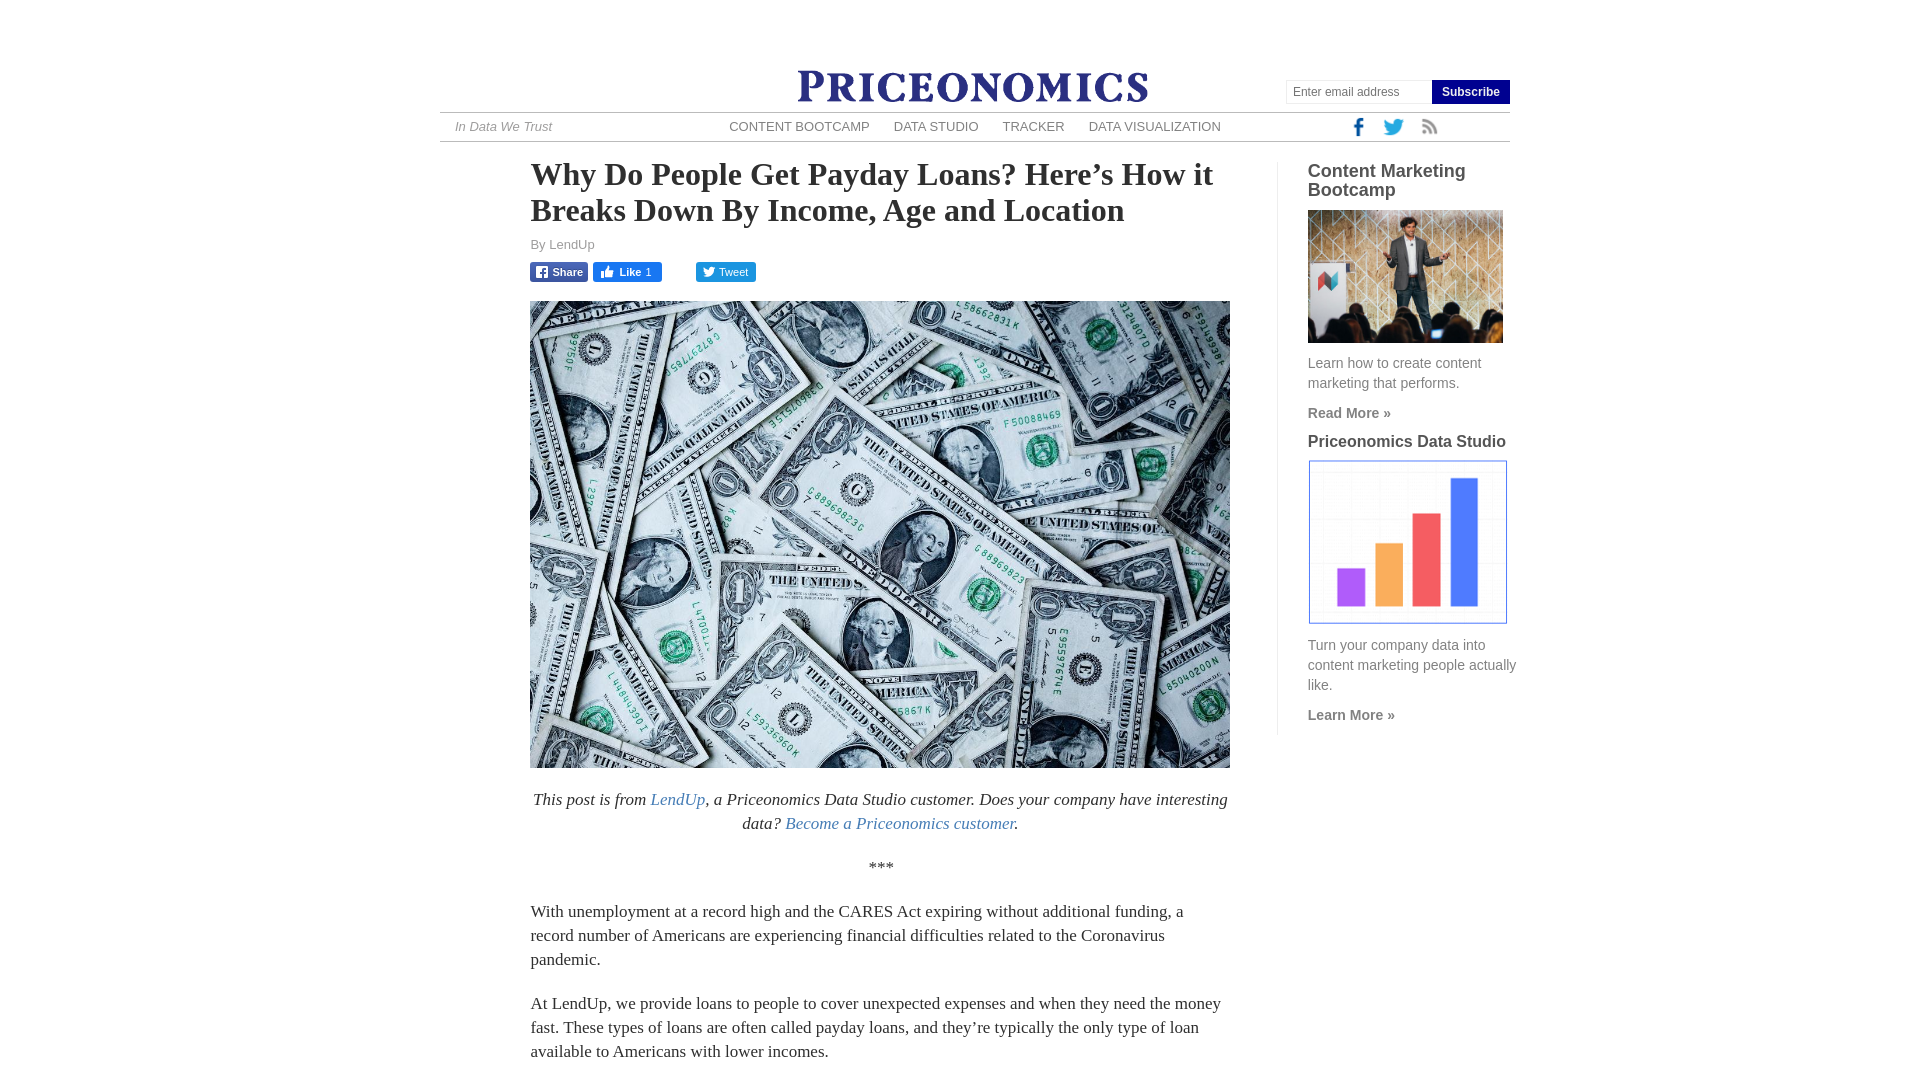 PRICEONOMICS
Enter email address
Subscribe
In Data We Trust
CONTENT BOOTCAMP
DATA STUDIO
TRACKER
DATA VISUALIZATION
Why Do People Get Payday Loans? Here’s How it
Breaks Down By Income, Age and Location
By LendUp
Share
Like 1
Tweet
This post is from LendUp, a Priceonomics Data Studio customer. Does your company have interesting
data? Become a Priceonomics customer.
***
With unemployment at a record high and the CARES Act expiring without additional funding, a
record number of Americans are experiencing financial difficulties related to the Coronavirus
pandemic.
At LendUp, we provide loans to people to cover unexpected expenses and when they need the money
fast. These types of loans are often called payday loans, and they’re typically the only type of loan
available to Americans with lower incomes.
Content Marketing
Bootcamp
Learn how to create content
marketing that performs.
Read More »
Priceonomics Data Studio
Turn your company data into
content marketing people actually
like.
Learn More »